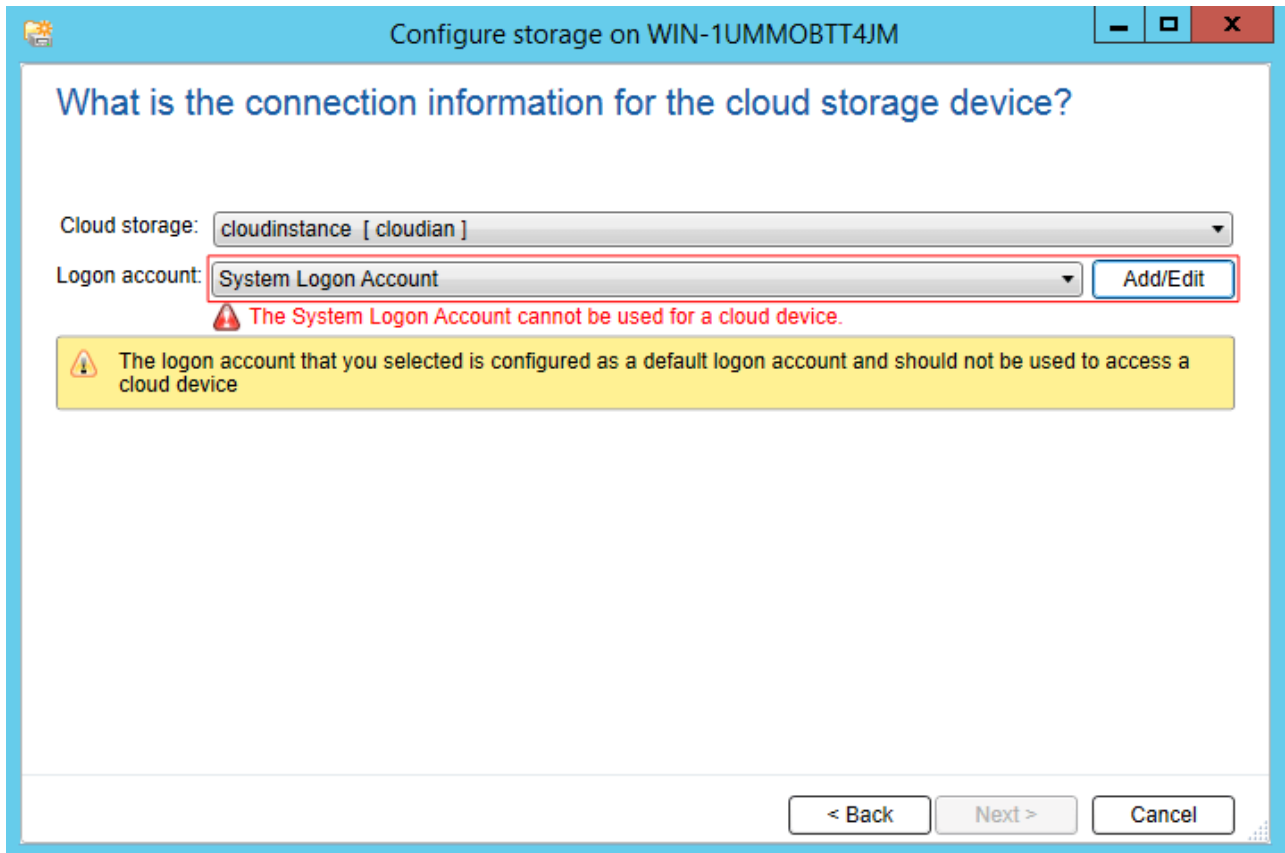 Configure storage on WIN-1UMMOBTT4JM
What is the connection information for the cloud storage device?
Cloud storage: cloudinstance [ cloudian ]
Logon account: System Logon Account Add/Edit
The System Logon Account cannot be used for a cloud device.
The logon account that you selected is configured as a default logon account and should not be used to access a
cloud device
< Back Next > Cancel